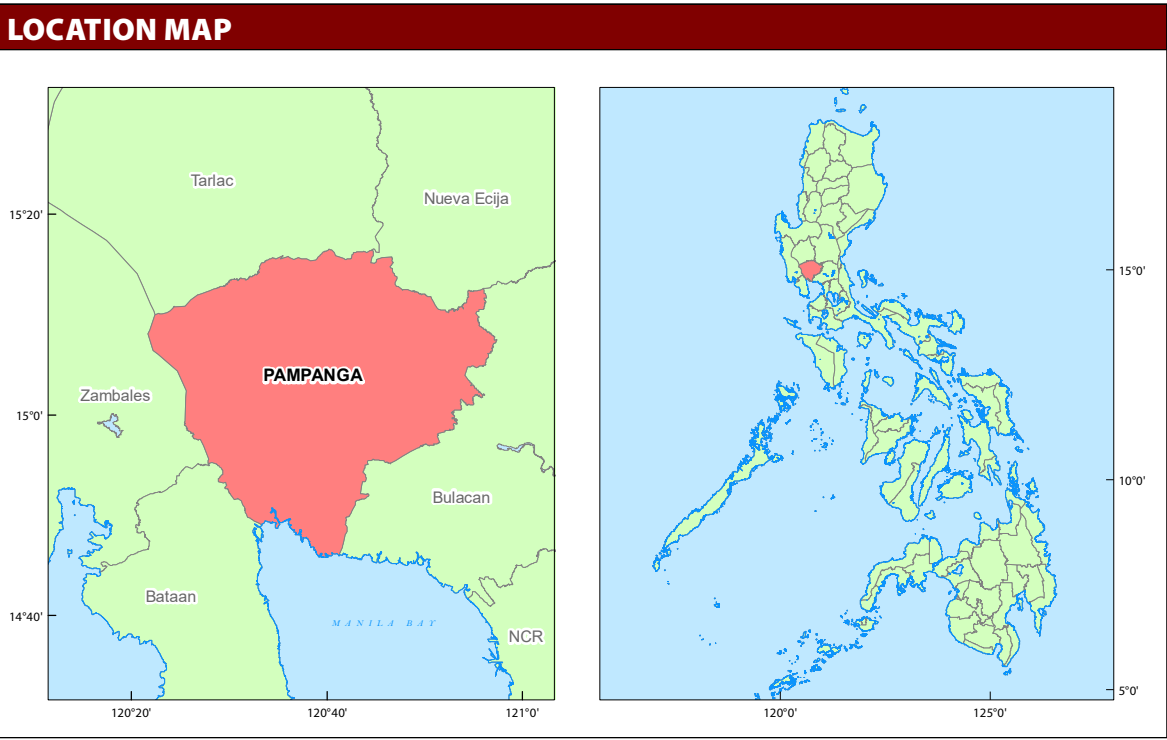 LOCATION MAP
Tarlac
Nueva Ecija
15°20'
PAMPANGA
Zambales
15°0'
Bulacan
Bataan
14°40'
MANILA BAY
NCR
120°20'
120°40'
121°0'
15°0'
10°0'
5°0'
120°0'
125°0'